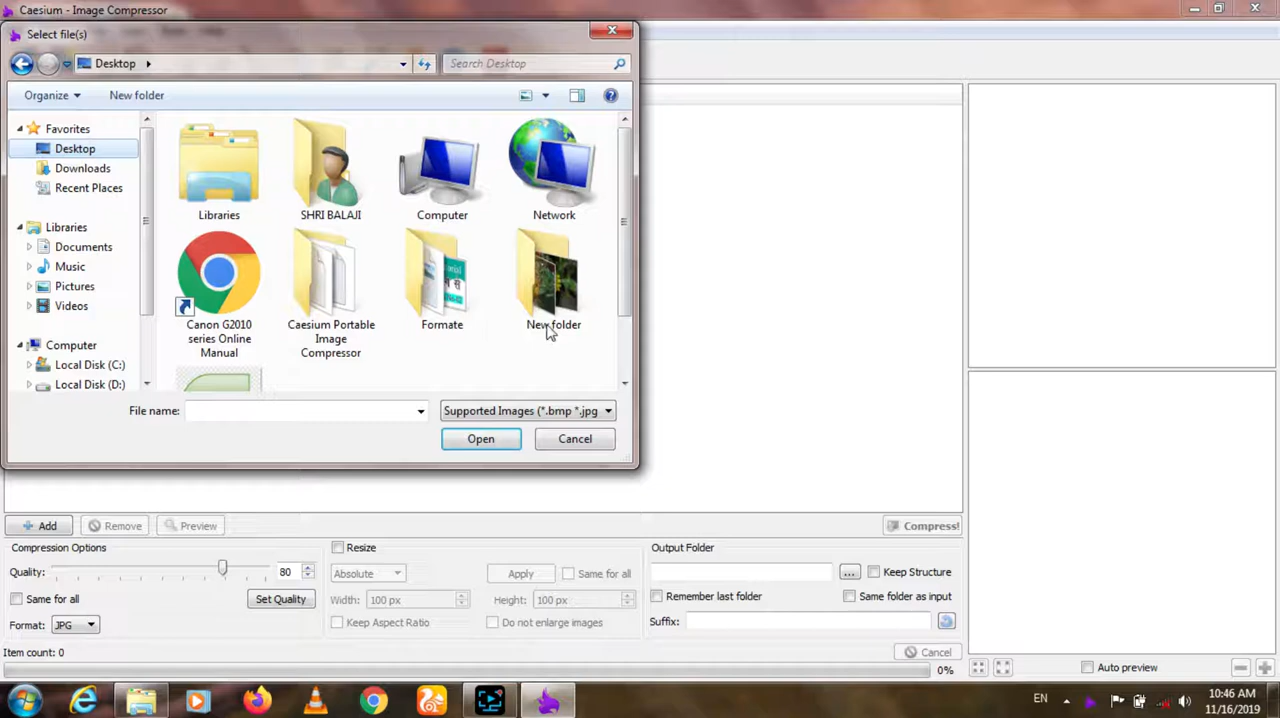 Caesium - Image Compressor
Select file(s)
Desktop
Search Desktop
Organize
New folder
Favorites
Desktop
Downloads
Recent Places
Libraries
Documents
Music
Pictures
Videos
Computer
Local Disk (C:)
Local Disk (D:)
Libraries
SHRI BALAJI
Computer
Network
Canon G2010
series Online
Manual
Caesium Portable
Image
Compressor
Formate
New folder
File name:
Supported Images (*.bmp *.jpg
Open
Cancel
Add
Remove
Preview
Compress!
Compression Options
Quality:
80
Same for all
Set Quality
Format:
JPG
Resize
Absolute
Apply
Same for all
Width:
100 px
Height:
100 px
Keep Aspect Ratio
Do not enlarge images
Output Folder
...
Keep Structure
Remember last folder
Same folder as input
Suffix:
Item count: 0
Cancel
0%
Auto preview
EN
10:46 AM
11/16/2019